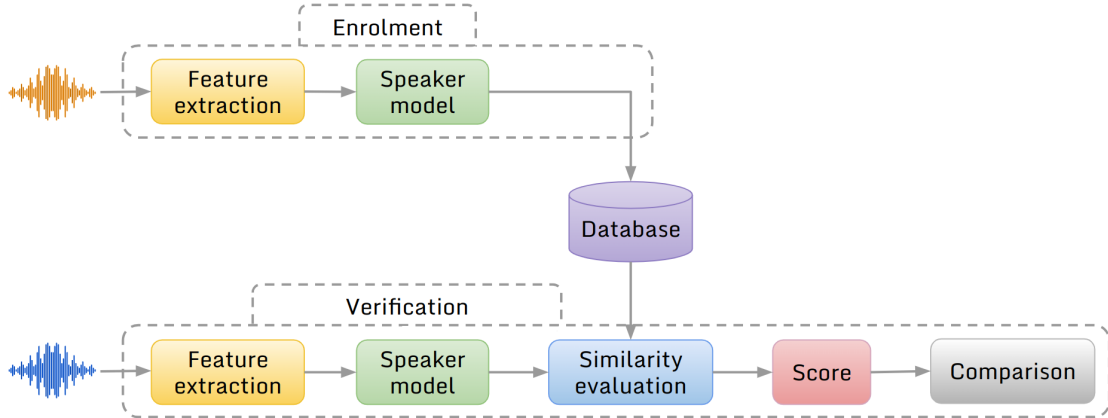 Enrolment
Feature
extraction
Speaker
model
Database
Verification
Feature
extraction
Speaker
model
Similarity
evaluation
Score
Comparison